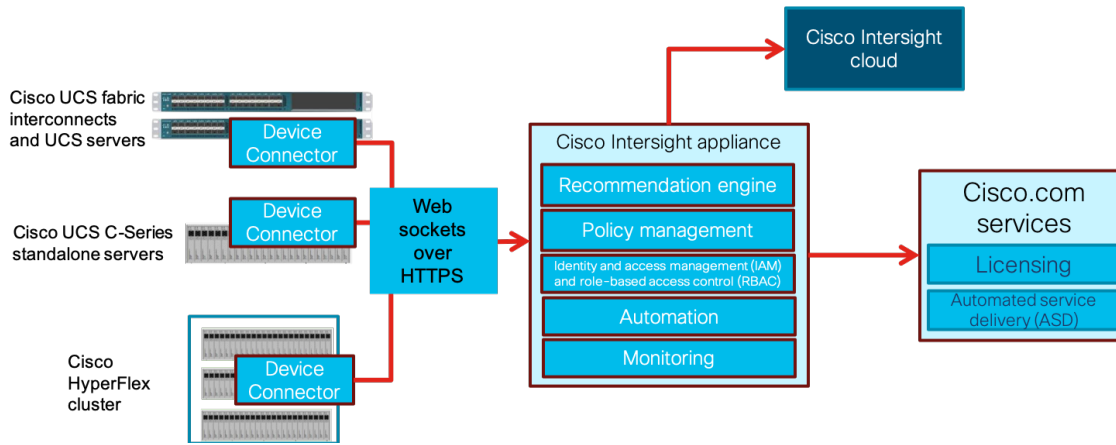 Cisco Intersight
cloud
Cisco UCS fabric
interconnects
and UCS servers
Device
Connector
Cisco UCS C-Series
standalone servers
Device
Connector
Cisco
HyperFlex
cluster
Device
Connector
Web
sockets
over
HTTPS
Cisco Intersight appliance
Recommendation engine
Policy management
Identity and access management (IAM)
and role-based access control (RBAC)
Automation
Monitoring
Cisco.com
services
Licensing
Automated service
delivery (ASD)